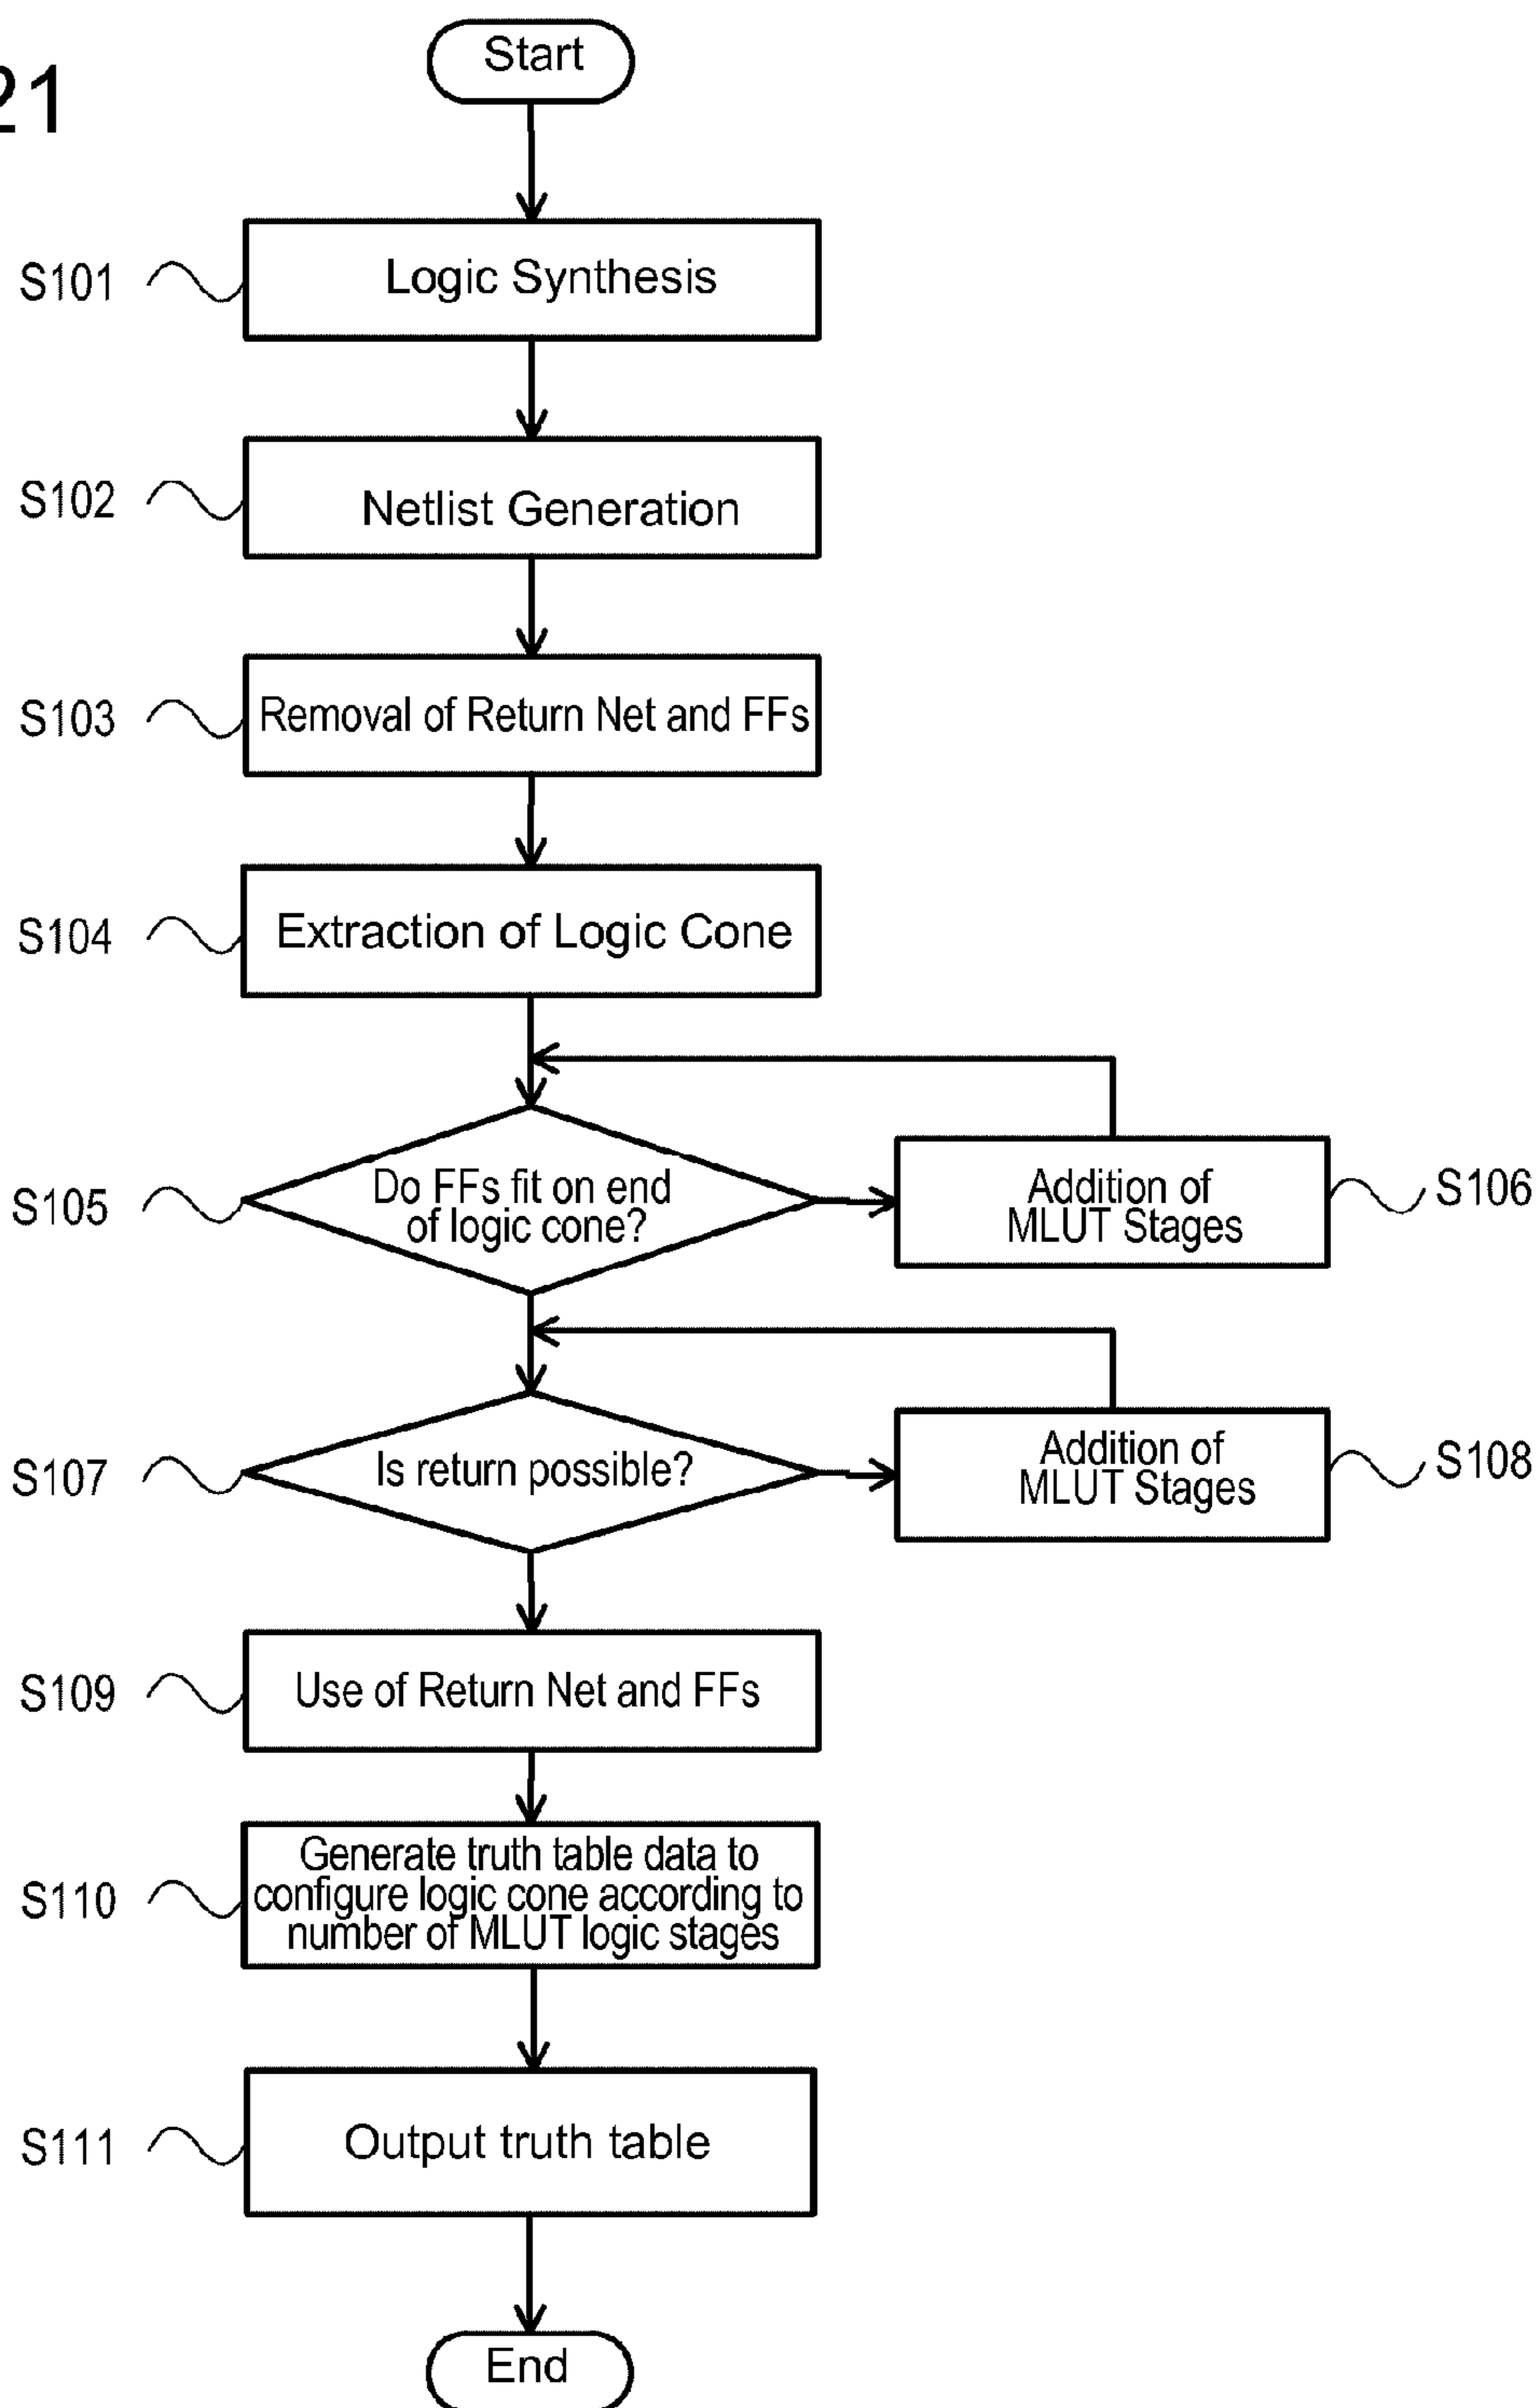 21
Start
S101
Logic Synthesis
S102
Netlist Generation
S103
Removal of Return Net and FFs
S104
Extraction of Logic Cone
S105
Do FFs fit on end
of logic cone?
Addition of
MLUT Stages
S106
S107
Is return possible?
Addition of
MLUT Stages
S108
S109
Use of Return Net and FFs
S110
Generate truth table data to
configure logic cone according to
number of MLUT logic stages
S111
Output truth table
End